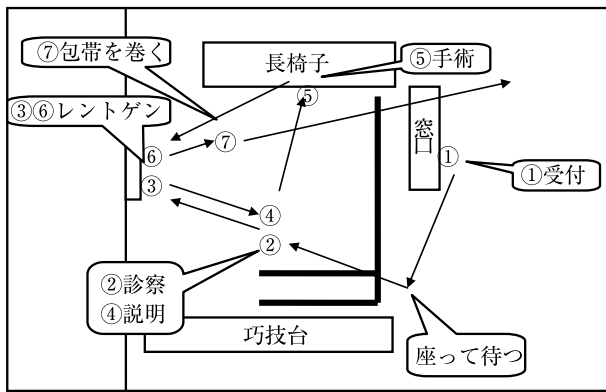 ⑦包帯を巻く
長椅子
⑤手術
⑤
③⑥レントゲン
窓口
⑦
⑥
①
①受付
③
④
②
②診察
④説明
巧技台
座って待つ